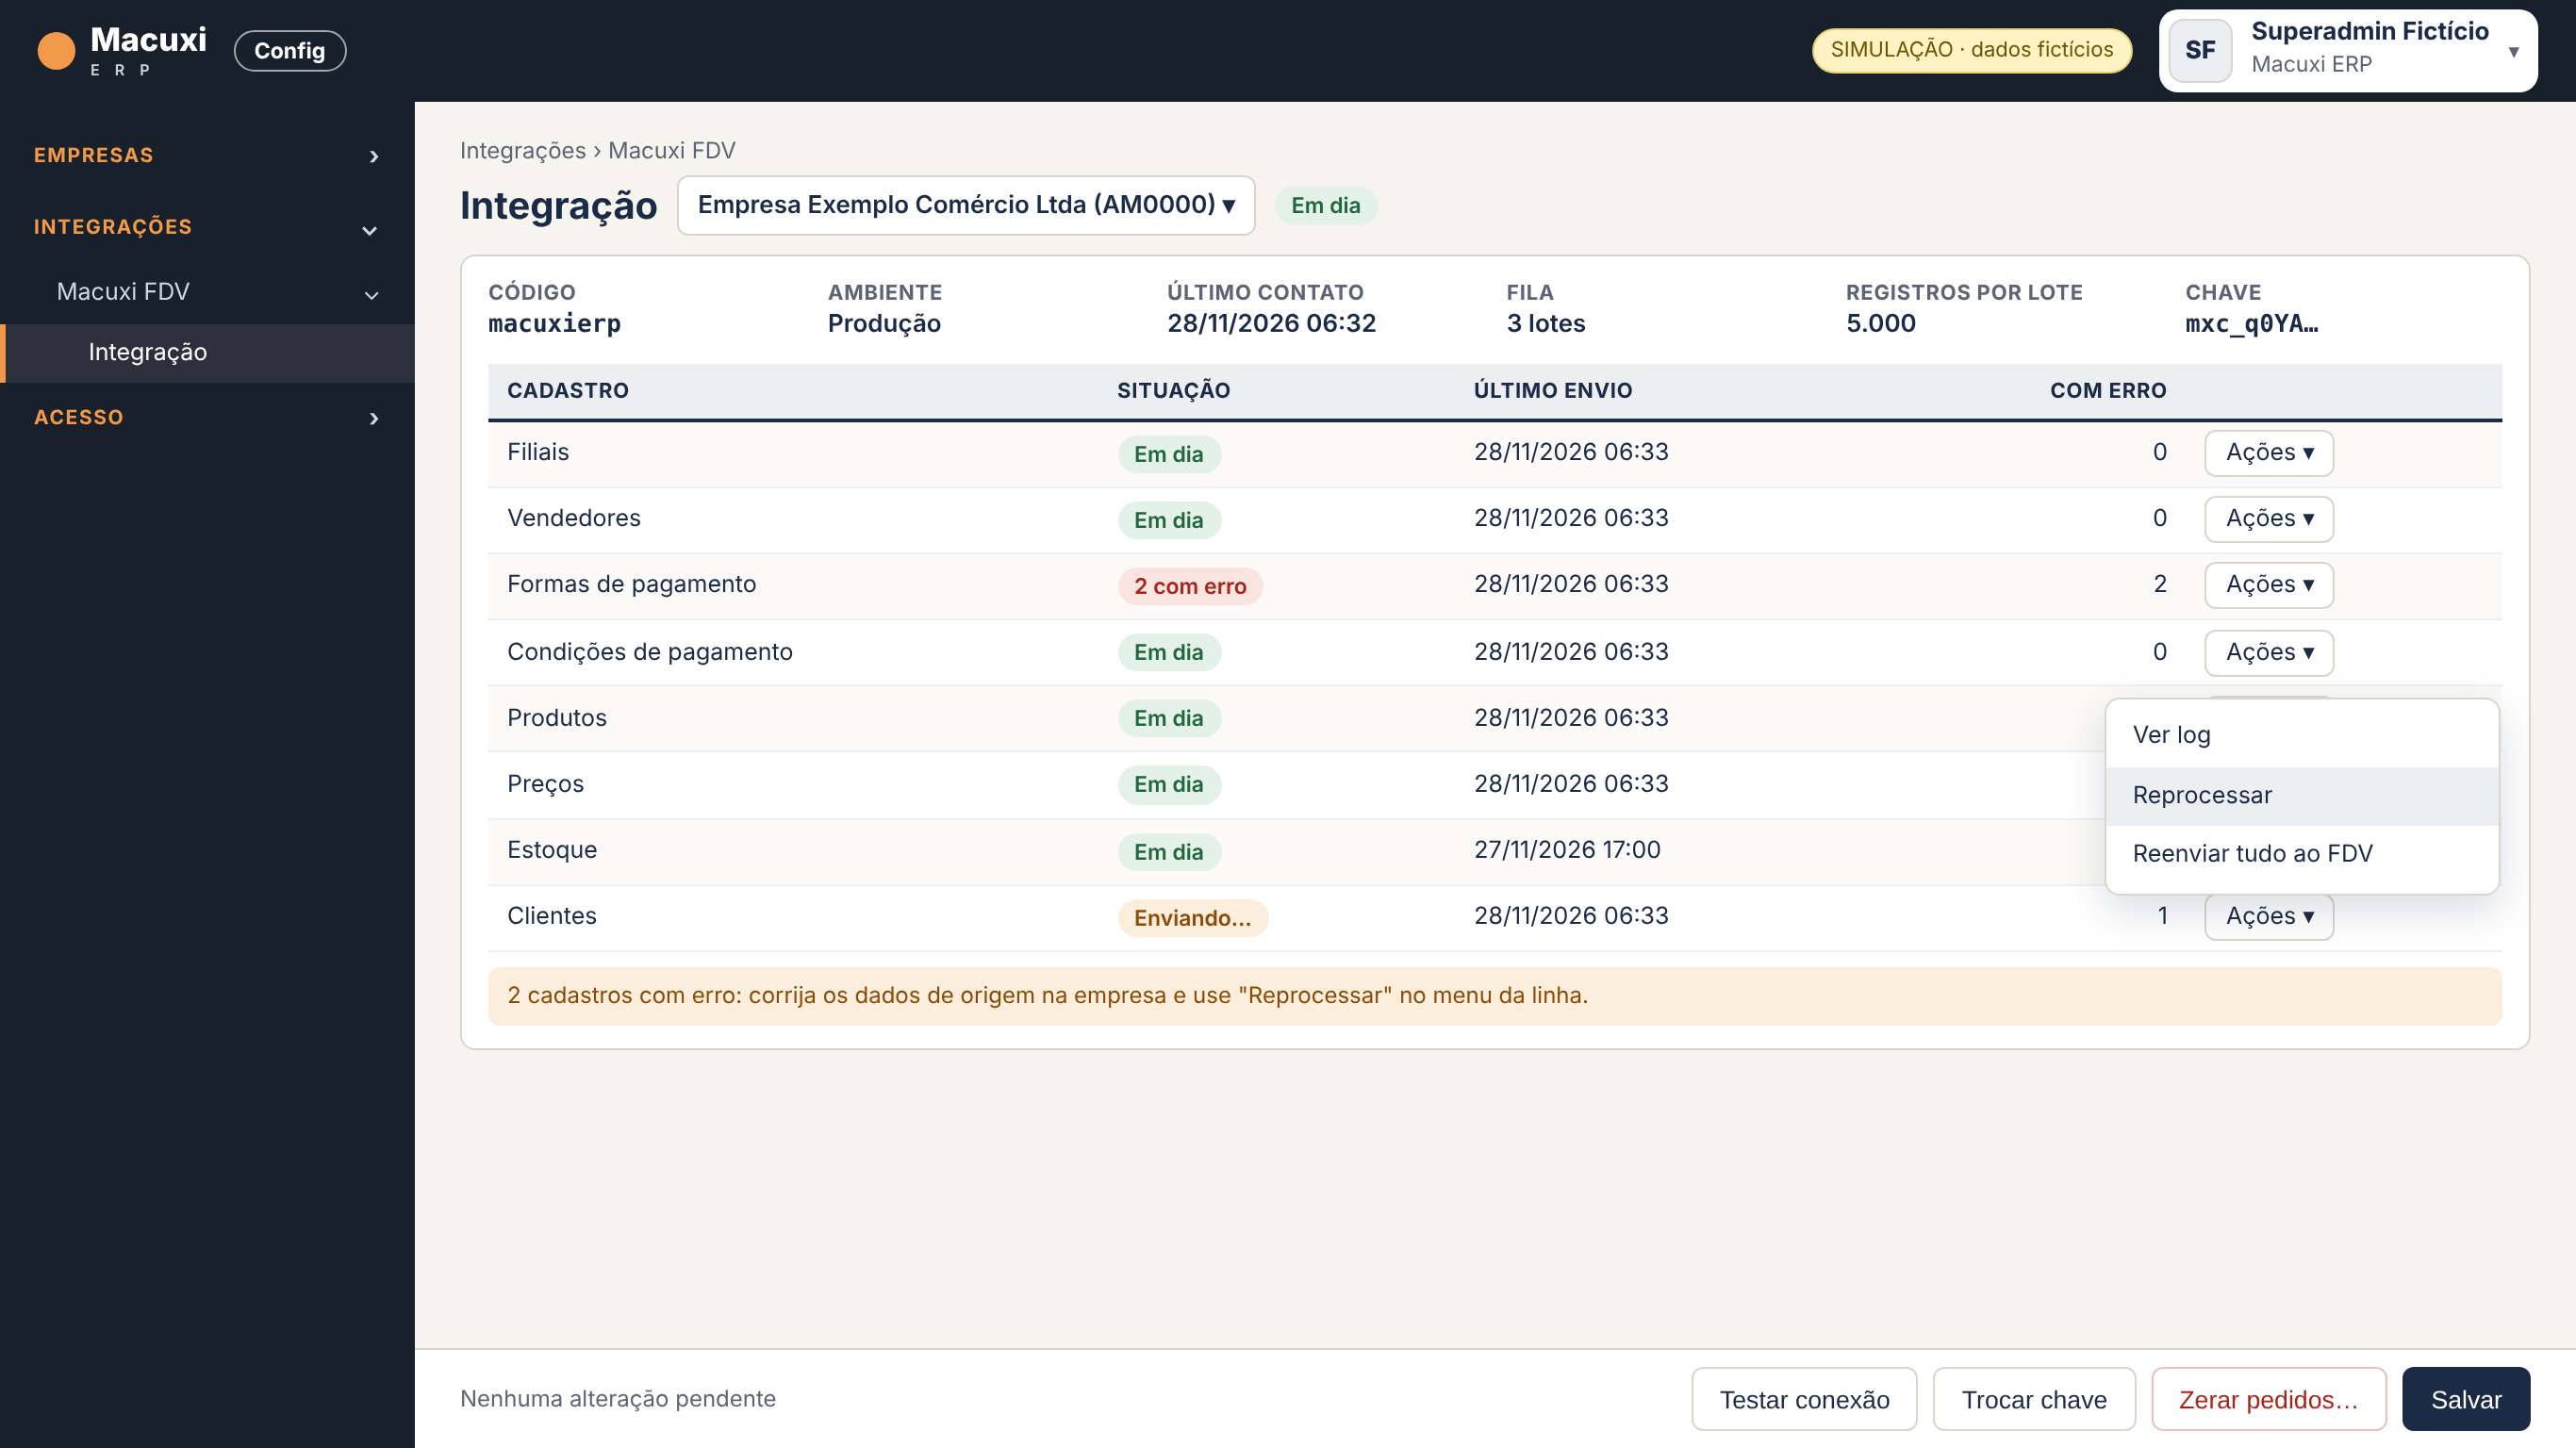 Macuxi
ERP
Config
SIMULAÇÃO · dados fictícios
SF
Superadmin Fictício
Macuxi ERP
EMPRESAS
INTEGRAÇÕES
Macuxi FDV
Integração
ACESSO
Integrações › Macuxi FDV
Integração
Empresa Exemplo Comércio Ltda (AM0000) ▾
Em dia
CÓDIGO AMBIENTE ÚLTIMO CONTATO FILA REGISTROS POR LOTE CHAVE
macuxierp Produção 28/11/2026 06:32 3 lotes 5.000 mxc_q0YA…
CADASTRO SITUAÇÃO ÚLTIMO ENVIO COM ERRO
Filiais Em dia 28/11/2026 06:33 0 Ações ▾
Vendedores Em dia 28/11/2026 06:33 0 Ações ▾
Formas de pagamento 2 com erro 28/11/2026 06:33 2 Ações ▾
Condições de pagamento Em dia 28/11/2026 06:33 0 Ações ▾
Produtos Em dia 28/11/2026 06:33
Ver log
Preços Em dia 28/11/2026 06:33
Reprocessar
Estoque Em dia 27/11/2026 17:00
Reenviar tudo ao FDV
Clientes Enviando… 28/11/2026 06:33 1 Ações ▾
2 cadastros com erro: corrija os dados de origem na empresa e use "Reprocessar" no menu da linha.
Nenhuma alteração pendente
Testar conexão
Trocar chave
Zerar pedidos…
Salvar